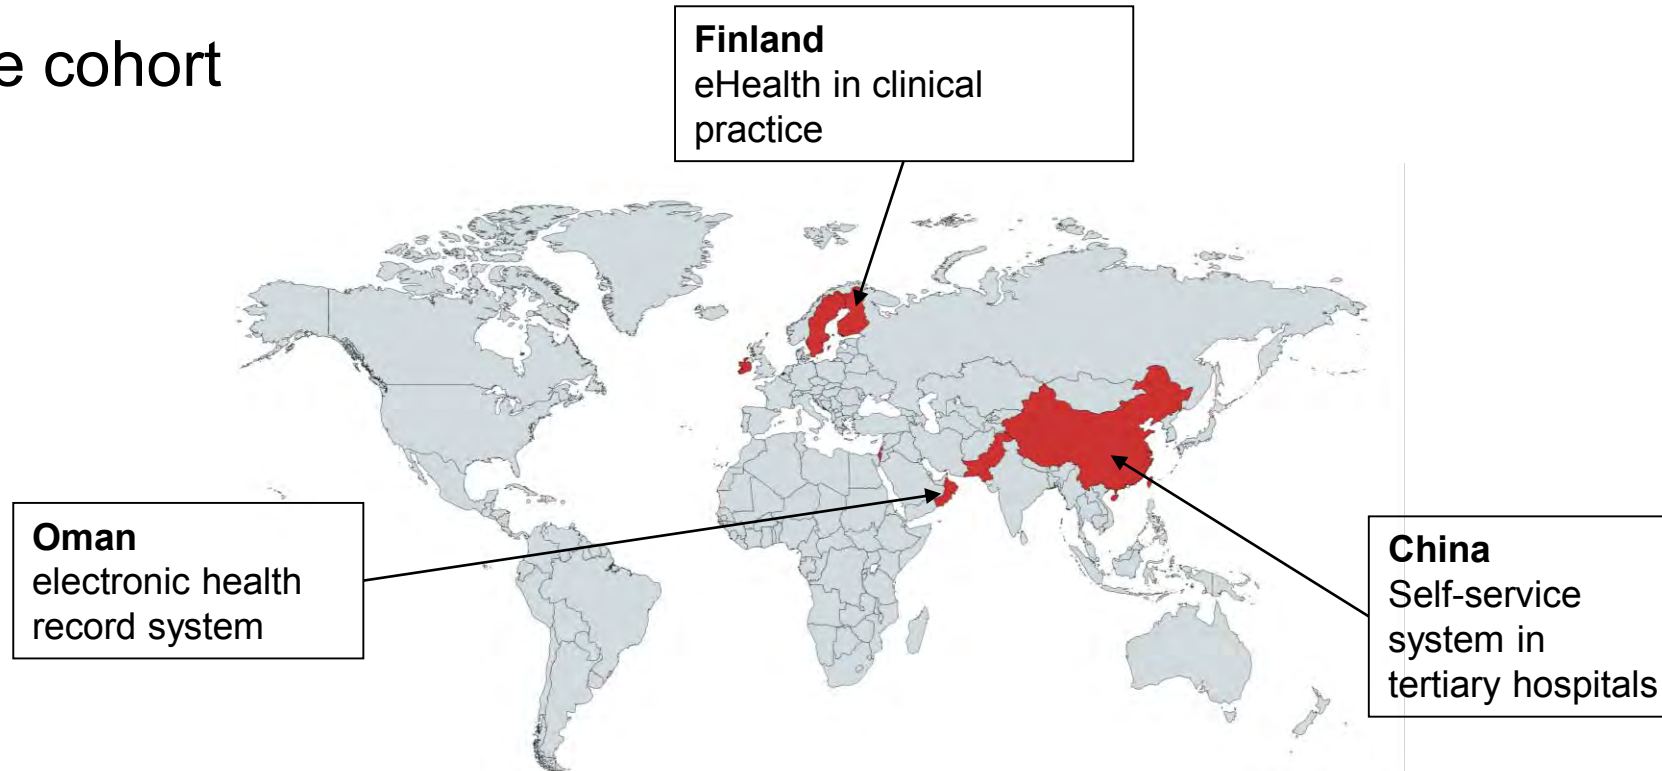 e cohort
Finland
eHealth in clinical
practice
Oman
electronic health
record system
China
Self-service
system in
tertiary hospitals